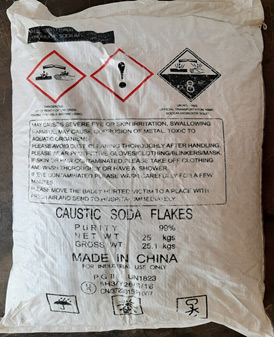 DANGEROUS
MAY CAUSES SEVERE EYE OR SKIN IRRITATION, SWALLOWING
HARMFUL, MAY CAUSE CORROSION OF METAL, TOXIC TO
AQUATIC ORGANISMS
PLEASE AVOID DUST, CLEANING THOROUGHLY AFTER HANDLING.
PLEASE WEAR PROTECTIVE GLOVES/CLOTHING/BLINKERS/MASK.
IF SKIN OR HAIR CONTAMINATED, PLEASE TAKE OFF CLOTHING
AND WASH THOROUGHLY OR HAVE A SHOWER.
IF EYE CONTAMINATED, PLEASE WASH CAREFULLY FOR A FEW
MINUTES.
PLEASE MOVE THE BADLY HURTED VICTIM TO A PLACE WITH
FRESH AIR AND SEND TO HOSPITAL IMMEDIATELY.
CAUSTIC SODA FLAKES
PURITY 99%
NET WT 25 kgs
GROSS WT 25.1 kgs
MADE IN CHINA
FOR INDUSTRIAL USE ONLY
P.G II UN1823